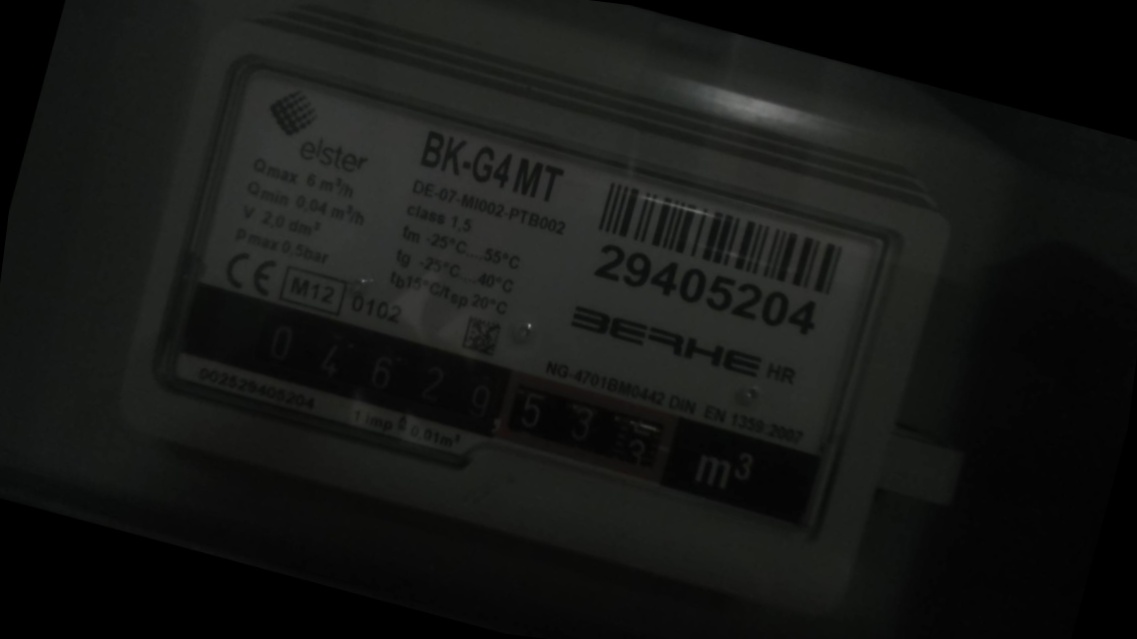 elster
Qmax 6 m³/h
Qmin 0,04 m³/h
V 2,0 dm³
pmax 0,5bar
CE M12 0102
BK-G4 MT
DE-07-MI002-PTB002
class 1,5
tm -25°C....55°C
tg -25°C....40°C
tb15°C/tsp 20°C
29405204
BERHE HR
NG-4701BM0442 DIN EN 1359:2007
0 4 6 2 9 5 3 3 m³
002529405204
1 imp ≙ 0,01m³